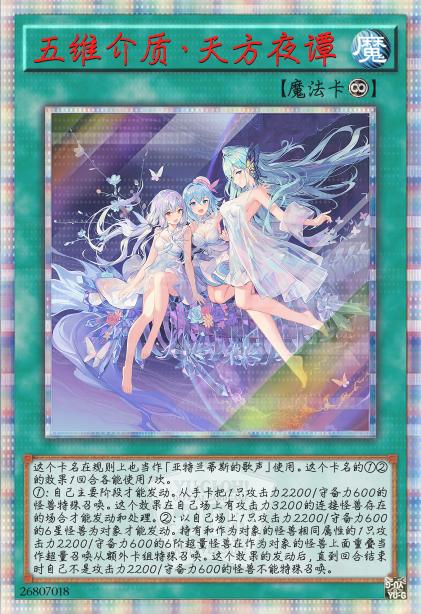 五维介质·天方夜谭
魔
【魔法卡∞】
这个卡名在规则上也当作「亚特兰蒂斯的歌声」使用。这个卡名的①②
的效果1回合各能使用1次。
①:自己主要阶段才能发动。从手卡把1只攻击力2200/守备力600的
怪兽特殊召唤。这个效果在自己场上有攻击力3200的连接怪兽存在
的场合才能发动和处理。②:以自己场上1只攻击力2200/守备力600
的6星怪兽为对象才能发动。持有和作为对象的怪兽相同属性的1只攻
击力2200/守备力600的6阶超量怪兽在作为对象的怪兽上面重叠当
作超量召唤从额外卡组特殊召唤。这个效果的发动后,直到回合结束
时自己不是攻击力2200/守备力600的怪兽不能特殊召唤。
26807018